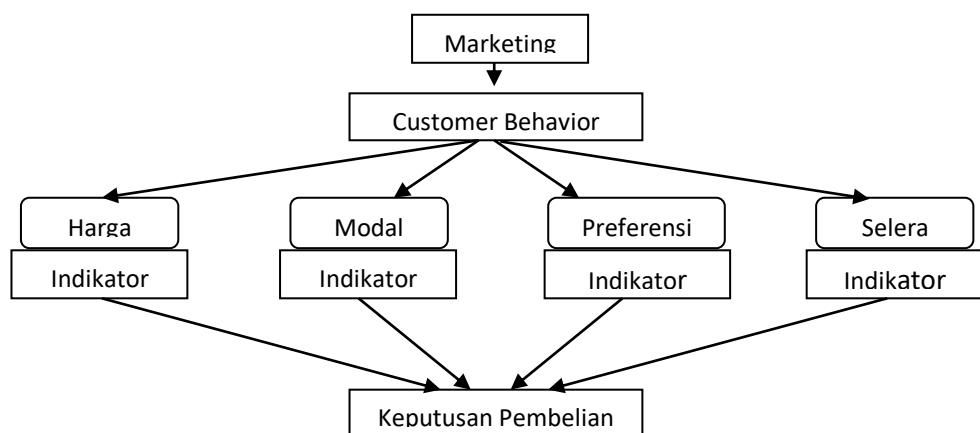 Marketing
Customer Behavior
Harga
Modal
Preferensi
Selera
Indikator
Indikator
Indikator
Indikator
Keputusan Pembelian